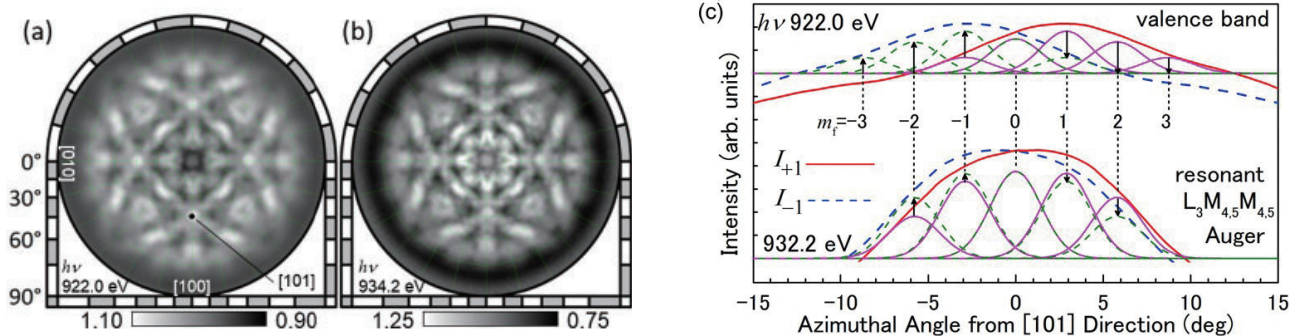 (a)
0°
15°
30°
60°
90°
[010]
[100]
[101]
hν
922.0 eV
1.10
0.90
(b)
hν
934.2 eV
1.25
0.75
(c)
hν 922.0 eV
valence band
Intensity (arb. units)
m_f=-3 -2 -1 0 1 2 3
I_{+1}
I_{-1}
resonant
L₃M₄,₅M₄,₅
Auger
932.2 eV
-15 -10 -5 0 5 10 15
Azimuthal Angle from [101] Direction (deg)